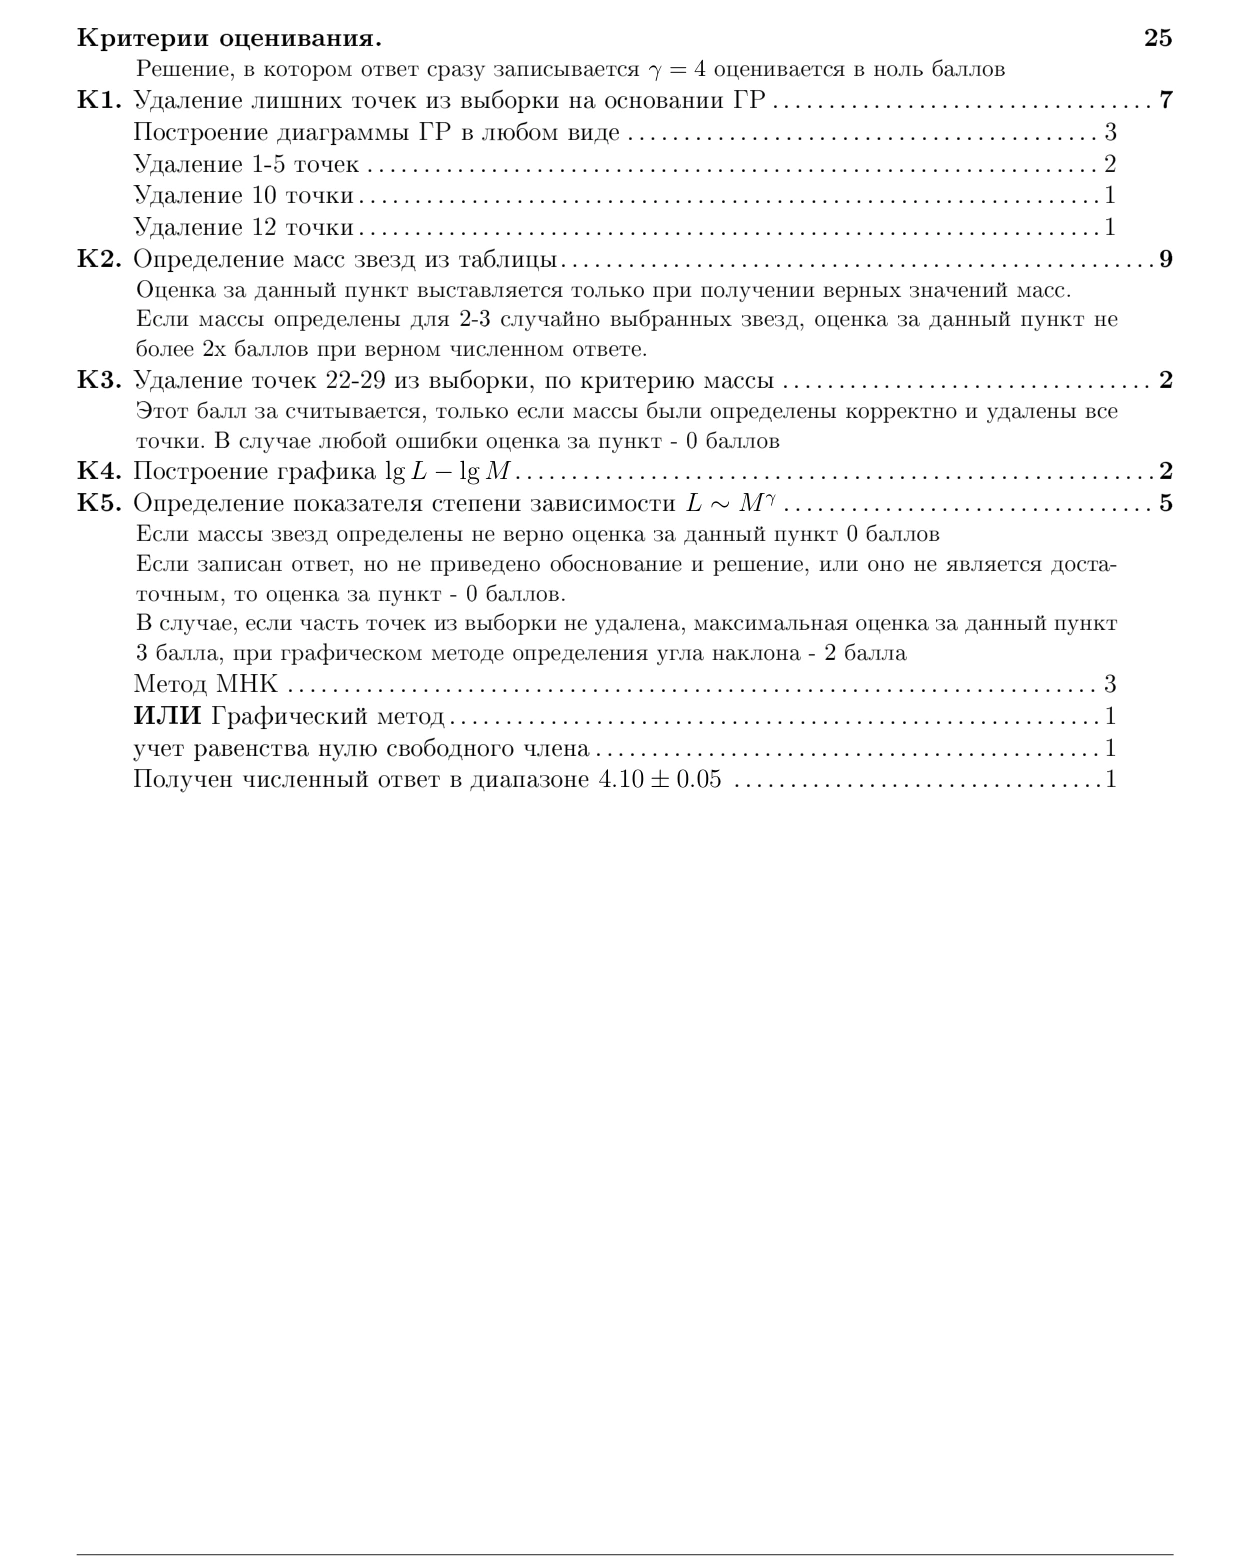 Критерии оценивания. 25
Решение, в котором ответ сразу записывается γ = 4 оценивается в ноль баллов
К1. Удаление лишних точек из выборки на основании ГР . . . . . . . . . . . . . . . . . . . . . . . . . . . . . . . . . . 7
Построение диаграммы ГР в любом виде . . . . . . . . . . . . . . . . . . . . . . . . . . . . . . . . . . . . . . . . . . 3
Удаление 1-5 точек . . . . . . . . . . . . . . . . . . . . . . . . . . . . . . . . . . . . . . . . . . . . . . . . . . . . . . . . . . . . . . . . . 2
Удаление 10 точки . . . . . . . . . . . . . . . . . . . . . . . . . . . . . . . . . . . . . . . . . . . . . . . . . . . . . . . . . . . . . . . . . . 1
Удаление 12 точки . . . . . . . . . . . . . . . . . . . . . . . . . . . . . . . . . . . . . . . . . . . . . . . . . . . . . . . . . . . . . . . . . . 1
К2. Определение масс звезд из таблицы . . . . . . . . . . . . . . . . . . . . . . . . . . . . . . . . . . . . . . . . . . . . . . . . . . . . . 9
Оценка за данный пункт выставляется только при получении верных значений масс.
Если массы определены для 2-3 случайно выбранных звезд, оценка за данный пункт не
более 2х баллов при верном численном ответе.
К3. Удаление точек 22-29 из выборки, по критерию массы . . . . . . . . . . . . . . . . . . . . . . . . . . . . . . . . . 2
Этот балл за считывается, только если массы были определены корректно и удалены все
точки. В случае любой ошибки оценка за пункт - 0 баллов
К4. Построение графика lg L − lg M . . . . . . . . . . . . . . . . . . . . . . . . . . . . . . . . . . . . . . . . . . . . . . . . . . . . . . . . . 2
К5. Определение показателя степени зависимости L ∼ M^γ . . . . . . . . . . . . . . . . . . . . . . . . . . . . . . . . . 5
Если массы звезд определены не верно оценка за данный пункт 0 баллов
Если записан ответ, но не приведено обоснование и решение, или оно не является доста-
точным, то оценка за пункт - 0 баллов.
В случае, если часть точек из выборки не удалена, максимальная оценка за данный пункт
3 балла, при графическом методе определения угла наклона - 2 балла
Метод МНК . . . . . . . . . . . . . . . . . . . . . . . . . . . . . . . . . . . . . . . . . . . . . . . . . . . . . . . . . . . . . . . . . . . . . . . . 3
ИЛИ Графический метод . . . . . . . . . . . . . . . . . . . . . . . . . . . . . . . . . . . . . . . . . . . . . . . . . . . . . . . . . . 1
учет равенства нулю свободного члена . . . . . . . . . . . . . . . . . . . . . . . . . . . . . . . . . . . . . . . . . . . . . 1
Получен численный ответ в диапазоне 4.10 ± 0.05 . . . . . . . . . . . . . . . . . . . . . . . . . . . . . . . . . 1